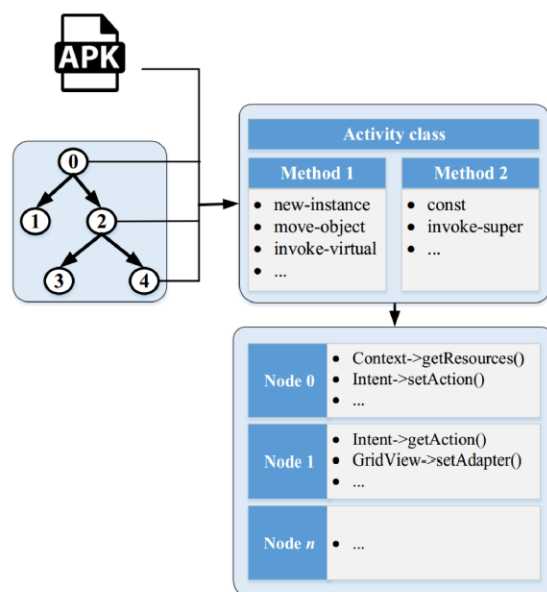 APK
0
1
2
3
4
Activity class
Method 1
• new-instance
• move-object
• invoke-virtual
• ...
Method 2
• const
• invoke-super
• ...
Node 0
• Context->getResources()
• Intent->setAction()
• ...
Node 1
• Intent->getAction()
• GridView->setAdapter()
• ...
Node n
• ...